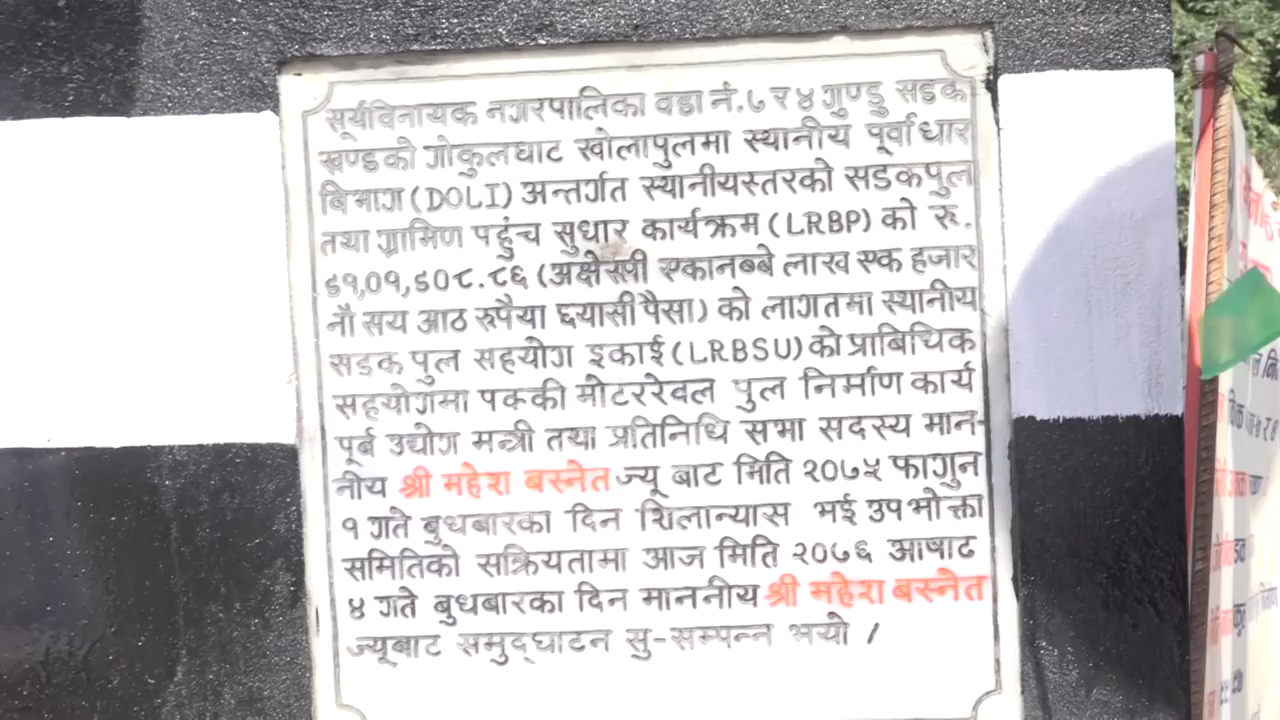 सूर्यविनायक नगरपालिका वडा नं.७ र ४ गुण्डु सडक
खण्डको गोकुलघाट खोलापुलमा स्थानीय पूर्वाधार
बिभाग (DOLI) अन्तर्गत स्थानीयस्तरको सडकपुल
तथा ग्रामिण पहुंच सुधार कार्यक्रम (LRBP) को रु.
९१,०१,९०८.८६ (अक्षेरुपी एकानब्बे लाख एक हजार
नौ सय आठ रुपैया छयासी पैसा) को लागतमा स्थानीय
सडक पुल सहयोग इकाई (LRBSU) को प्राबिधिक
सहयोगमा पक्की मोटररेवल पुल निर्माण कार्य
पूर्ब उद्योग मन्त्री तथा प्रतिनिधि सभा सदस्य मान-
नीय श्री महेश बस्नेत ज्यू बाट मिति २०७५ फागुन
१ गते बुधबारका दिन शिलान्यास भई उपभोक्ता
समितिको सक्रियतामा आज मिति २०७६ आषाढ
४ गते बुधबारका दिन माननीय श्री महेश बस्नेत
ज्यूबाट समुद्घाटन सु-सम्पन्न भयो ।